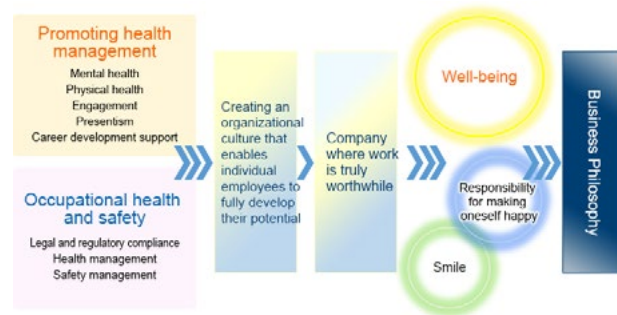 Promoting health
management
Mental health
Physical health
Engagement
Presentism
Career development support
Occupational health
and safety
Legal and regulatory compliance
Health management
Safety management
Creating an
organizational
culture that
enables
individual
employees to
fully develop
their potential
Company
where work
is truly
worthwhile
Well-being
Responsibility
for making
oneself happy
Smile
Business Philosophy